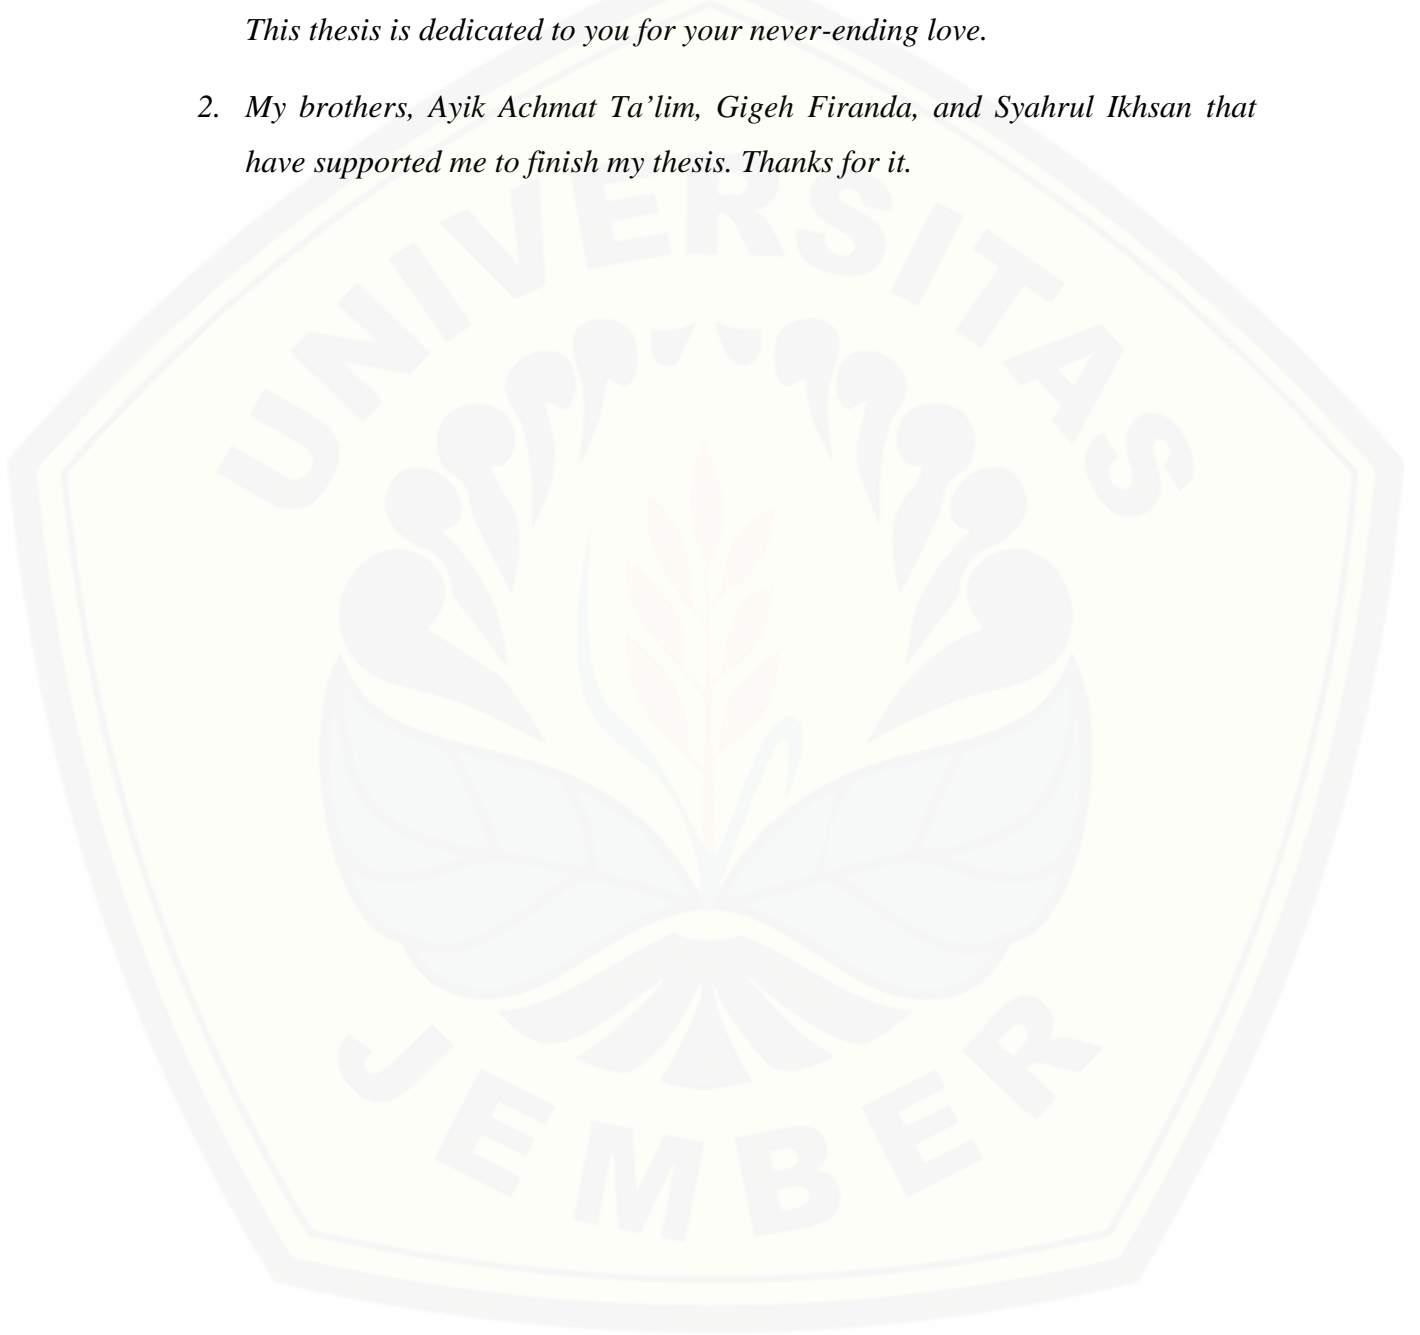 This thesis is dedicated to you for your never-ending love.
2. My brothers, Ayik Achmat Ta’lim, Gigeh Firanda, and Syahrul Ikhsan that
have supported me to finish my thesis. Thanks for it.
UNIVERSITAS
JEMBER